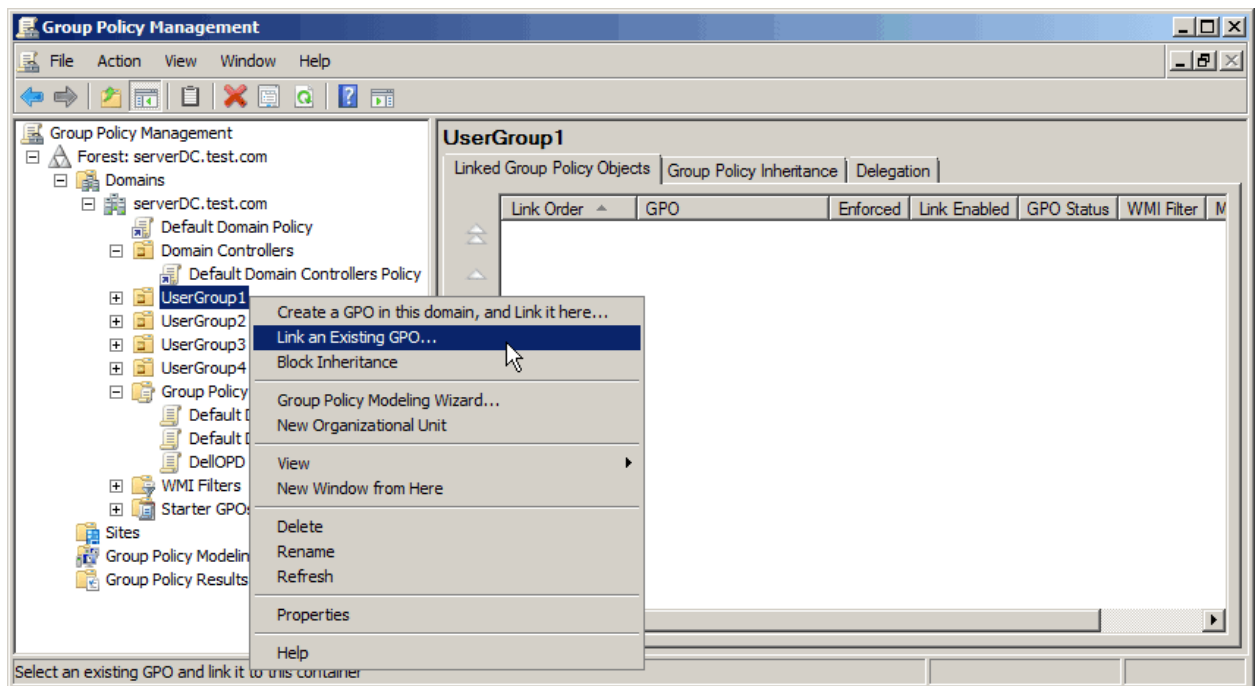 Group Policy Management
File Action View Window Help
Group Policy Management
Forest: serverDC.test.com
Domains
serverDC.test.com
Default Domain Policy
Domain Controllers
Default Domain Controllers Policy
UserGroup1
UserGroup2
UserGroup3
UserGroup4
Group Policy
Default
Default
DellOPD
WMI Filters
Starter
Sites
Group Policy
Group Policy Results
UserGroup1
Linked Group Policy Objects Group Policy Inheritance Delegation
Link Order GPO Enforced Link Enabled GPO Status WMI Filter
Create a GPO in this domain, and Link it here...
Link an Existing GPO...
Block Inheritance
Group Policy Modeling Wizard...
New Organizational Unit
View
New Window from Here
Delete
Rename
Refresh
Properties
Help
Select an existing GPO and link it to this container